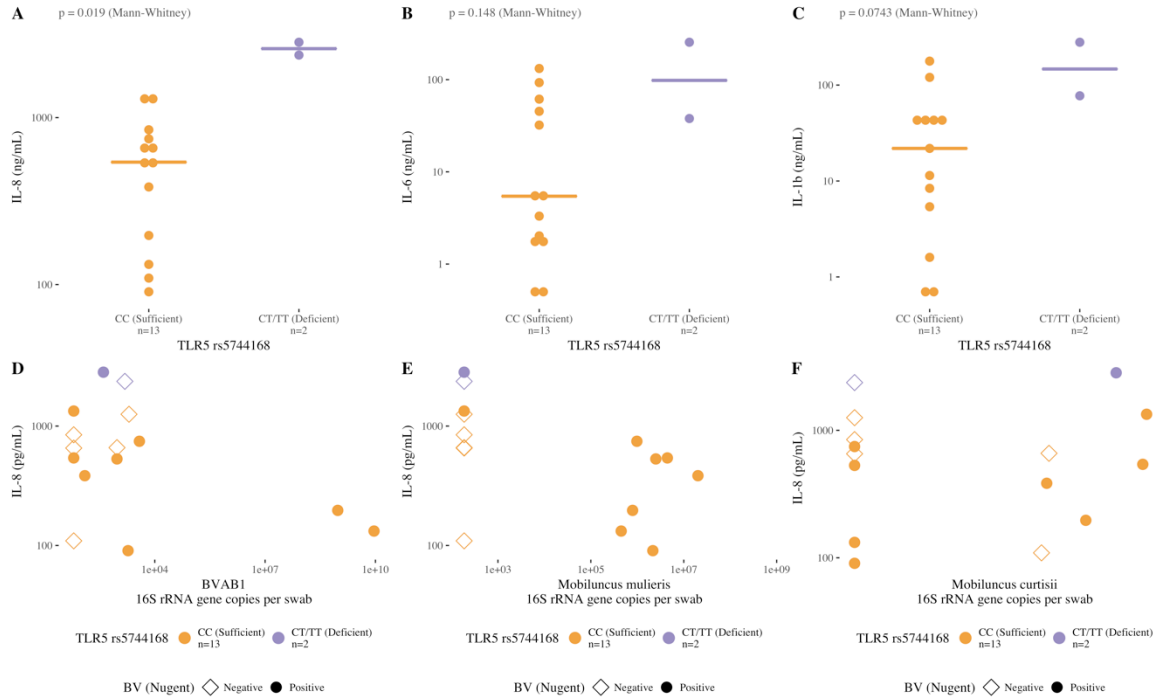 A
p = 0.019 (Mann-Whitney)
IL-8 (ng/mL)
1000
100
CC (Sufficient)
n=13
CT/TT (Deficient)
n=2
TLR5 rs5744168
B
p = 0.148 (Mann-Whitney)
IL-6 (ng/mL)
100
10
1
CC (Sufficient)
n=13
CT/TT (Deficient)
n=2
TLR5 rs5744168
C
p = 0.0743 (Mann-Whitney)
IL-1b (ng/mL)
100
10
1
CC (Sufficient)
n=13
CT/TT (Deficient)
n=2
TLR5 rs5744168
D
IL-8 (pg/mL)
1000
100
1e+04
1e+07
1e+10
BVAB1
16S rRNA gene copies per swab
TLR5 rs5744168
CC (Sufficient)
n=13
CT/TT (Deficient)
n=2
BV (Nugent)
Negative
Positive
E
IL-8 (pg/mL)
1000
100
1e+03
1e+05
1e+07
1e+09
Mobiluncus mulieris
16S rRNA gene copies per swab
TLR5 rs5744168
CC (Sufficient)
n=13
CT/TT (Deficient)
n=2
BV (Nugent)
Negative
Positive
F
IL-8 (pg/mL)
1000
100
Mobiluncus curtisii
16S rRNA gene copies per swab
TLR5 rs5744168
CC (Sufficient)
n=13
CT/TT (Deficient)
n=2
BV (Nugent)
Negative
Positive